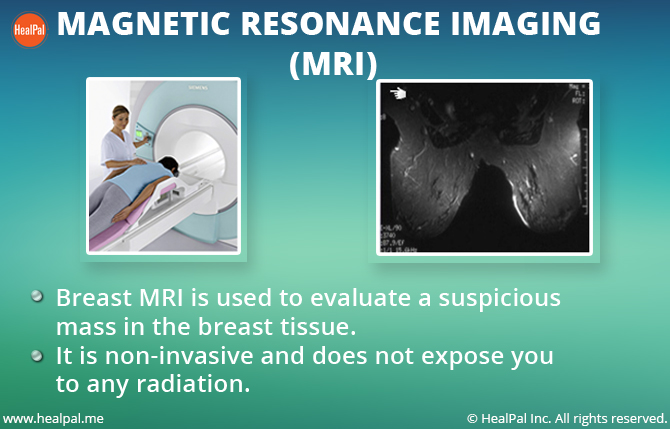 HealPal
MAGNETIC RESONANCE IMAGING
(MRI)
SIEMENS
Breast MRI is used to evaluate a suspicious
mass in the breast tissue.
It is non-invasive and does not expose you
to any radiation.
www.healpal.me
© HealPal Inc. All rights reserved.